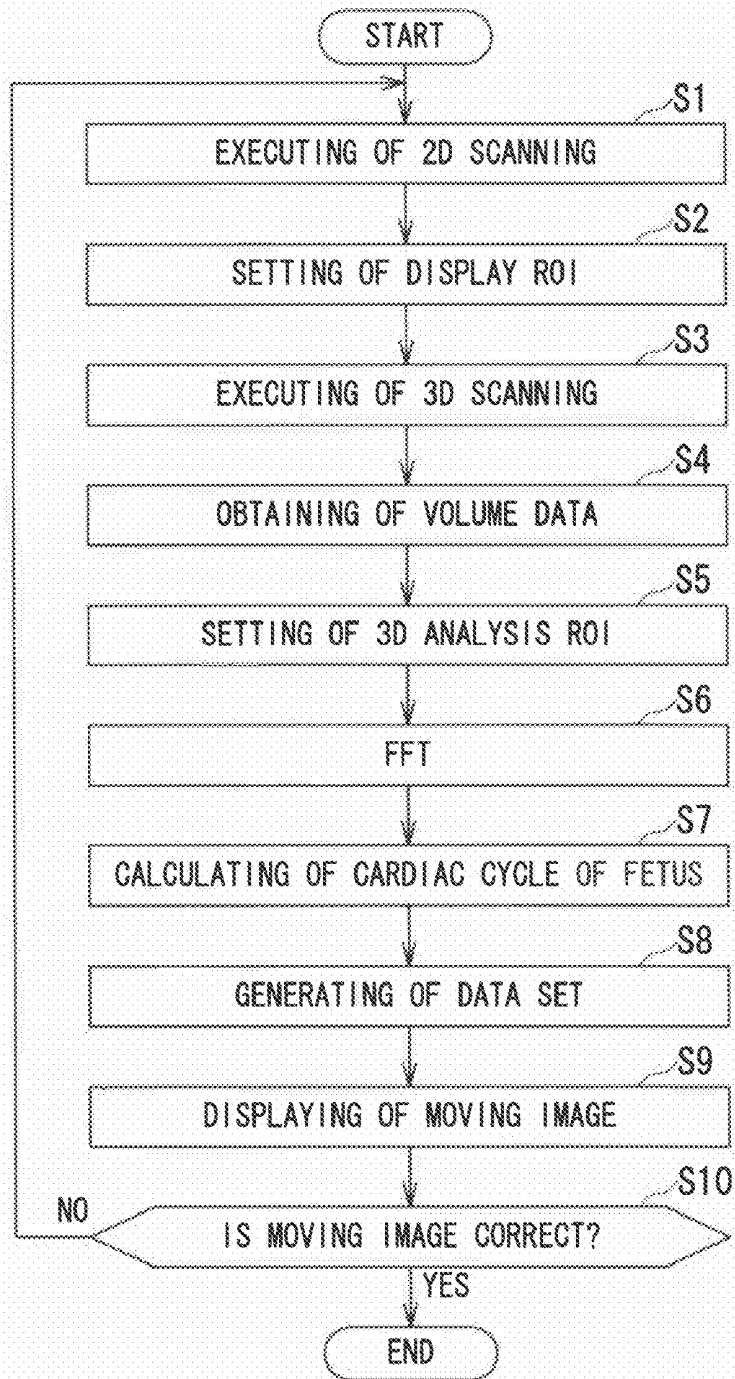 START
S1
EXECUTING OF 2D SCANNING
S2
SETTING OF DISPLAY ROI
S3
EXECUTING OF 3D SCANNING
S4
OBTAINING OF VOLUME DATA
S5
SETTING OF 3D ANALYSIS ROI
S6
FFT
S7
CALCULATING OF CARDIAC CYCLE OF FETUS
S8
GENERATING OF DATA SET
S9
DISPLAYING OF MOVING IMAGE
S10
NO
IS MOVING IMAGE CORRECT?
YES
END